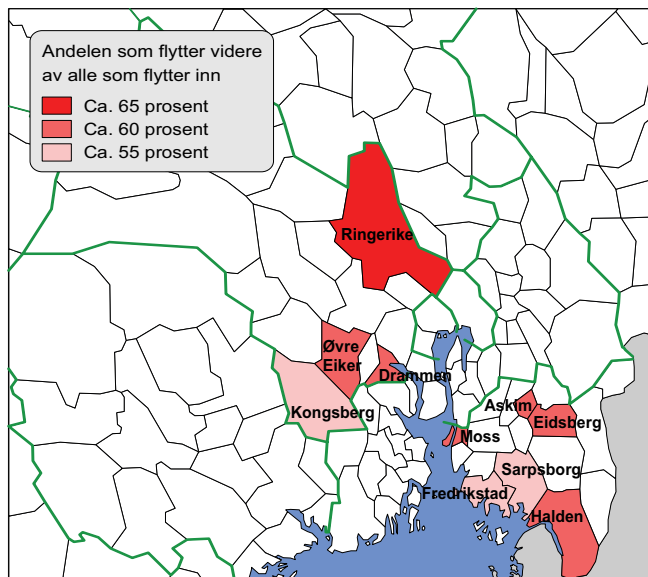 Andelen som flytter videre
av alle som flytter inn
Ca. 65 prosent
Ca. 60 prosent
Ca. 55 prosent
Ringerike
Øvre
Eiker
Drammen
Kongsberg
Askim
Eidsberg
Moss
Sarpsborg
Fredrikstad
Halden